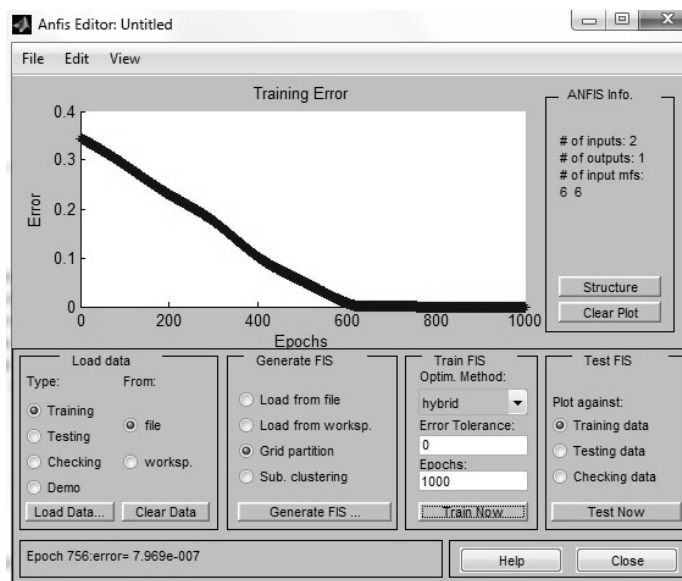 Anfis Editor: Untitled
File Edit View
Training Error
0.4
0.3
0.2
0.1
0
Error
0 200 400 600 800 1000
Epochs
ANFIS Info.
# of inputs: 2
# of outputs: 1
# of input mfs:
6 6
Structure
Clear Plot
Load data
Type: From:
Training
Testing
Checking
Demo
file
worksp.
Load Data... Clear Data
Generate FIS
Load from file
Load from worksp.
Grid partition
Sub. clustering
Generate FIS ...
Train FIS
Optim. Method:
hybrid
Error Tolerance:
0
Epochs:
1000
Train Now
Test FIS
Plot against:
Training data
Testing data
Checking data
Test Now
Epoch 756:error= 7.969e-007
Help Close